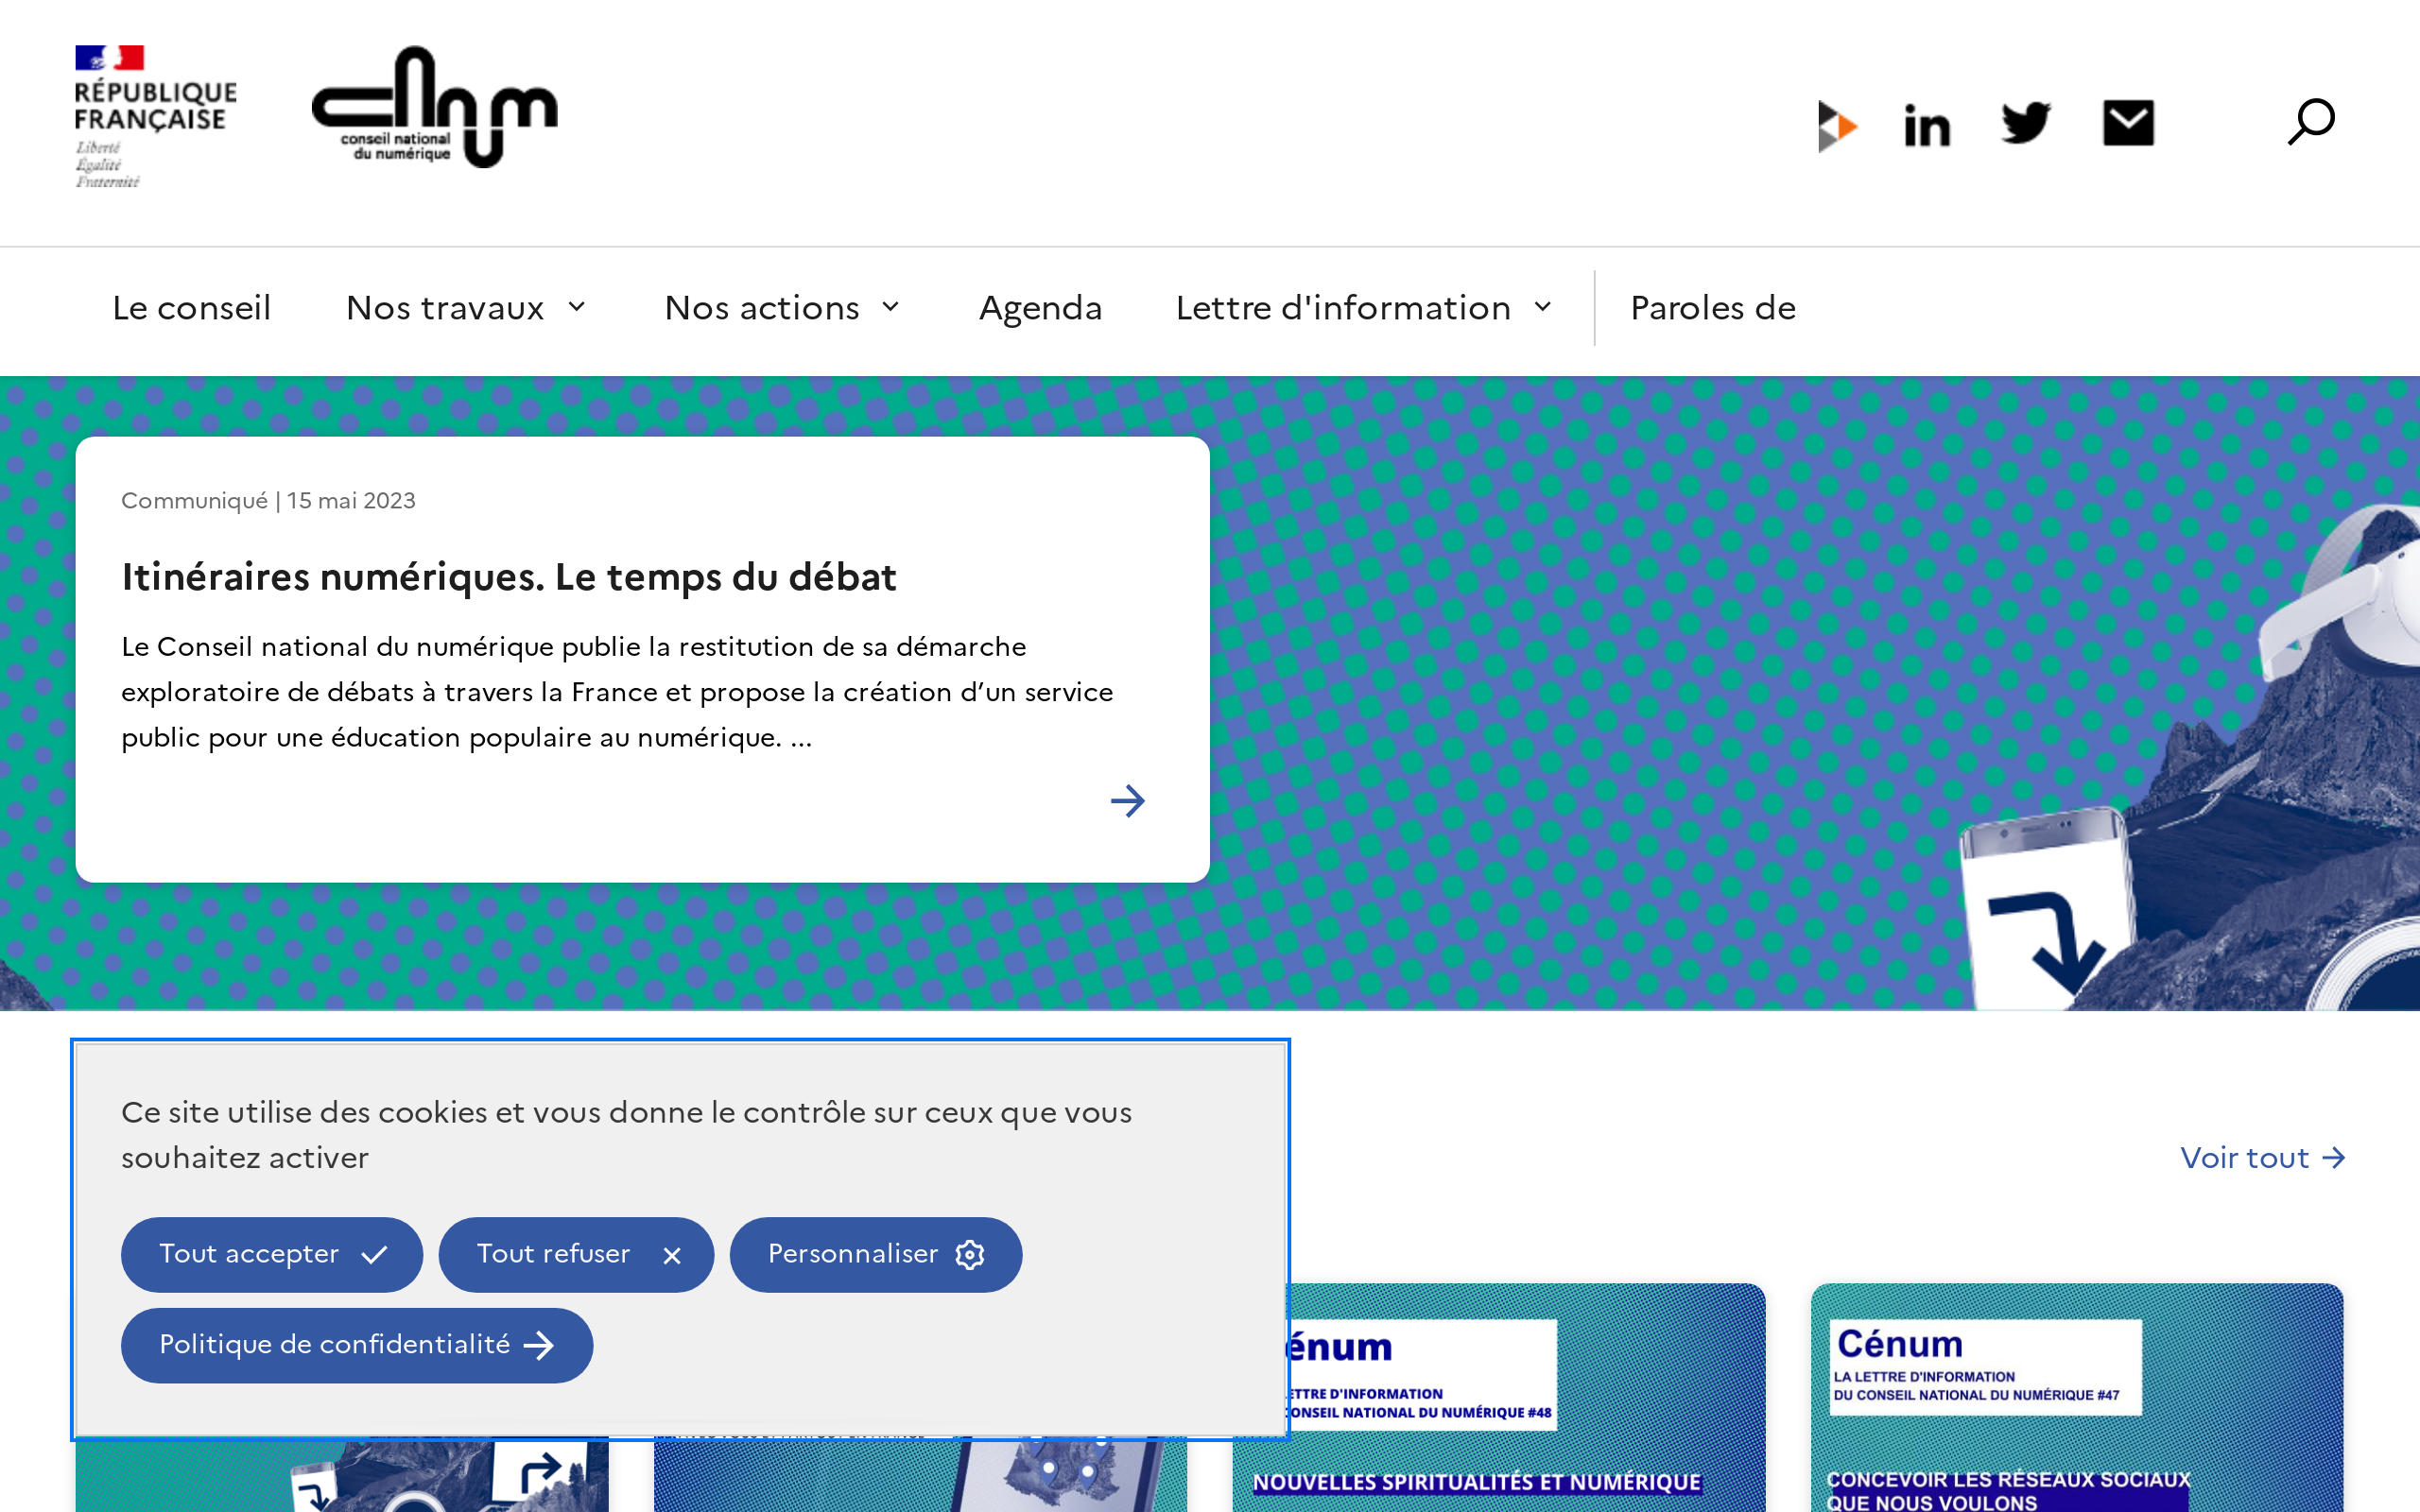 RÉPUBLIQUE
FRANÇAISE
Liberté
Égalité
Fraternité
cnnum
conseil national
du numérique
in
Le conseil
Nos travaux
Nos actions
Agenda
Lettre d'information
Paroles de
Communiqué | 15 mai 2023
Itinéraires numériques. Le temps du débat
Le Conseil national du numérique publie la restitution de sa démarche
exploratoire de débats à travers la France et propose la création d’un service
public pour une éducation populaire au numérique. ...
Ce site utilise des cookies et vous donne le contrôle sur ceux que vous
souhaitez activer
Tout accepter
Tout refuser
Personnaliser
Politique de confidentialité
Voir tout
énum
ETTRE D'INFORMATION
CONSEIL NATIONAL DU NUMÉRIQUE #48
NOUVELLES SPIRITUALITÉS ET NUMÉRIQUE
Cénum
LA LETTRE D'INFORMATION
DU CONSEIL NATIONAL DU NUMÉRIQUE #47
CONCEVOIR LES RÉSEAUX SOCIAUX
QUE NOUS VOULONS